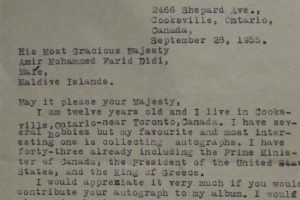 2466 Shepard Ave.,
Cooksville, Ontario,
Canada,
September 28, 1955.
His Most Gracious Majesty
Amir Mohammed Farid Didi,
Male,
Maldive Islands.
May it please your Majesty,
I am twelve years old and I live in Cooks-
ville, Ontario-near Toronto, Canada. I have sev-
eral hobbies but my favourite and most inter-
esting one is collecting autographs. I have
forty-three already including the Prime Minis-
ter of Canada, the President of the United States
States, and the King of Greece.
I would appreciate it very much if you would
contribute your autograph to my album. I would